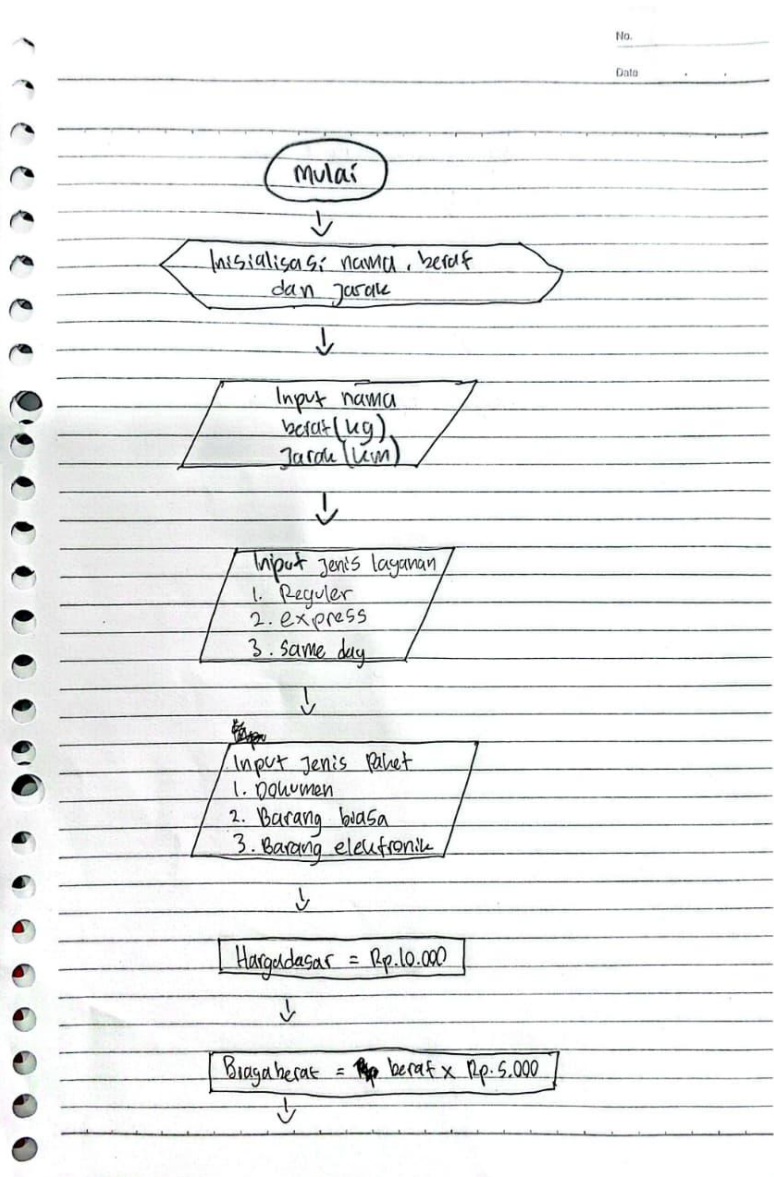 No.
Date
Mulai
Inisialisasi nama, berat
dan Jarak
Input nama
berat (kg)
Jarak (km)
Input Jenis layanan
1. Reguler
2. express
3. same day
Input Jenis Paket
1. Dokumen
2. Barang biasa
3. Barang elektronik
Hargadasar = Rp.10.000
Biayaberat = berat x Rp.5.000